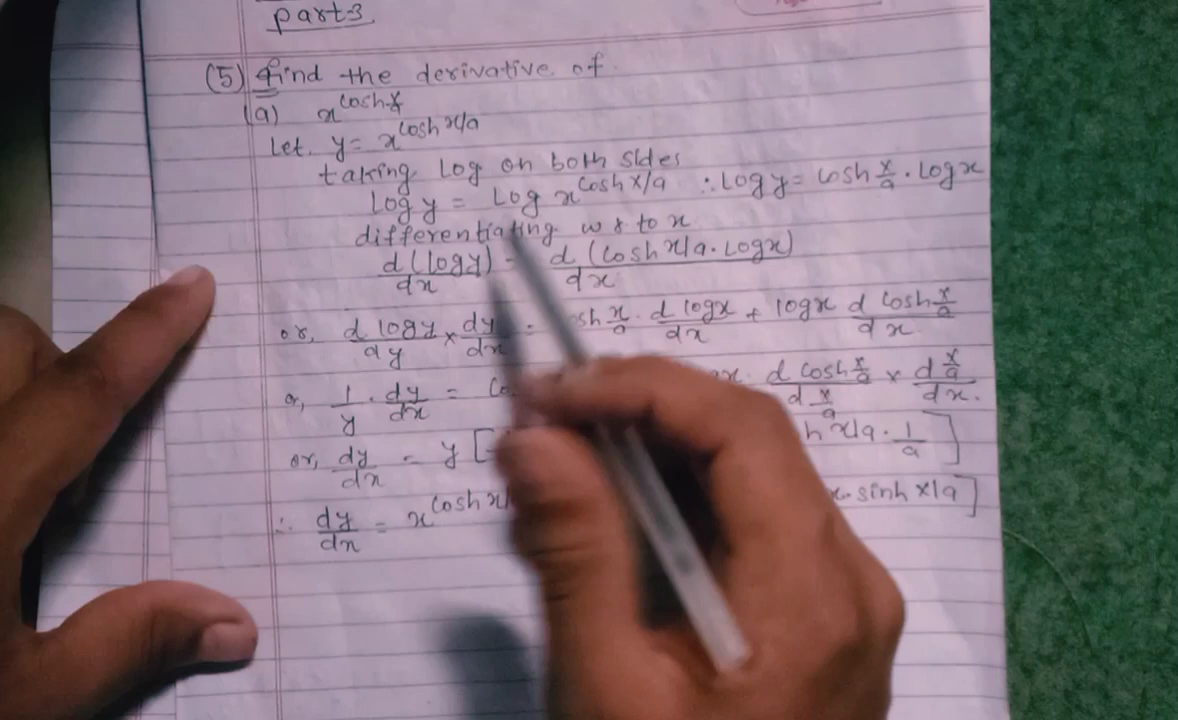 part-3
(5) find the derivative of
(a) x^cosh x/a
Let y = x^cosh x/a
taking Log on both sides
Log y = Log x^cosh x/a ∴ Log y = cosh x/a . Log x
differentiating w r to x
d(log y)/dx = d(cosh x/a . Log x)/dx
or, d log y/dy × dy/dx = x/a . d log x/dx + log x d cosh x/a/dx
or, 1/y . dy/dx = d cosh x/a/d x/a × d x/a/dx.
or, dy/dx = y [ h x/a . 1/a ]
∴ dy/dx = x^cosh x/ . sinh x/a ]